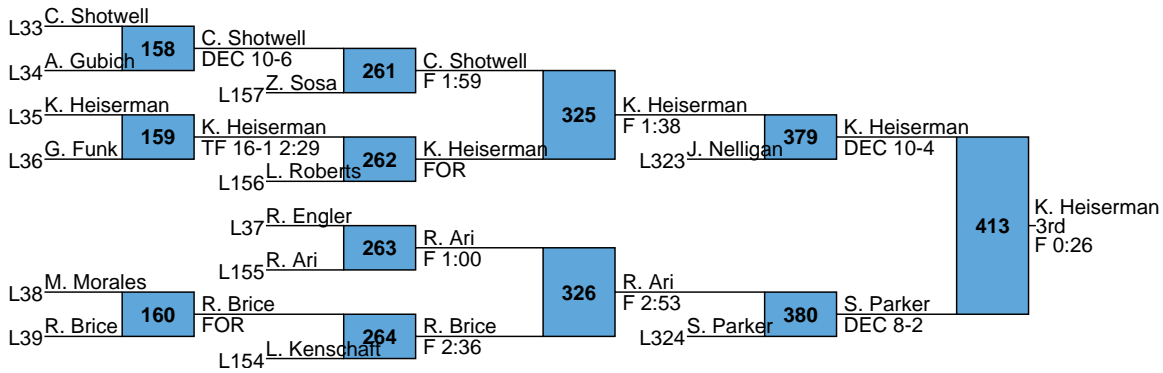 L33 C. Shotwell
158
L34 A. Gubich
C. Shotwell
DEC 10-6
261
L157 Z. Sosa
C. Shotwell
F 1:59
L35 K. Heiserman
159
L36 G. Funk
K. Heiserman
TF 16-1 2:29
262
L156 L. Roberts
K. Heiserman
FOR
325
K. Heiserman
F 1:38
379
L323 J. Nelligan
K. Heiserman
DEC 10-4
L37 R. Engler
263
L155 R. Ari
R. Ari
F 1:00
L38 M. Morales
160
L39 R. Brice
R. Brice
FOR
264
L154 L. Kenschaft
R. Brice
F 2:36
326
R. Ari
F 2:53
380
L324 S. Parker
S. Parker
DEC 8-2
413
K. Heiserman
3rd
F 0:26